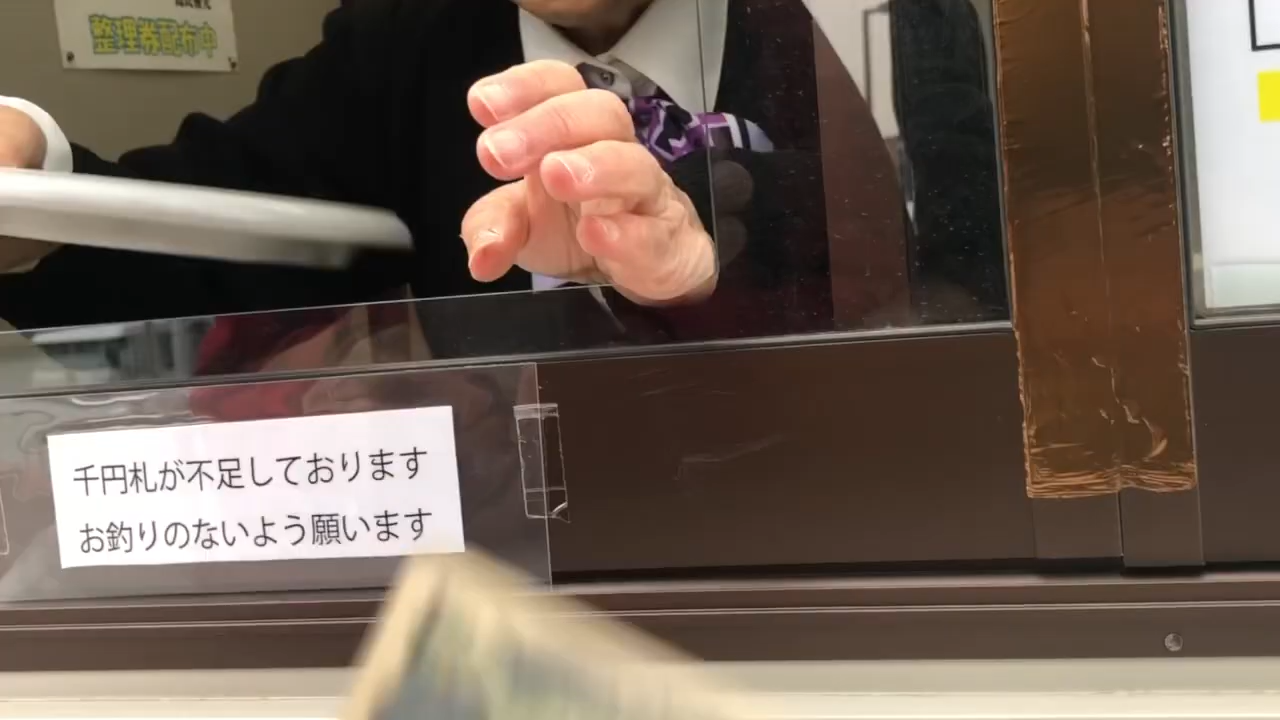 整理券配布中
千円札が不足しております
お釣りのないよう願います